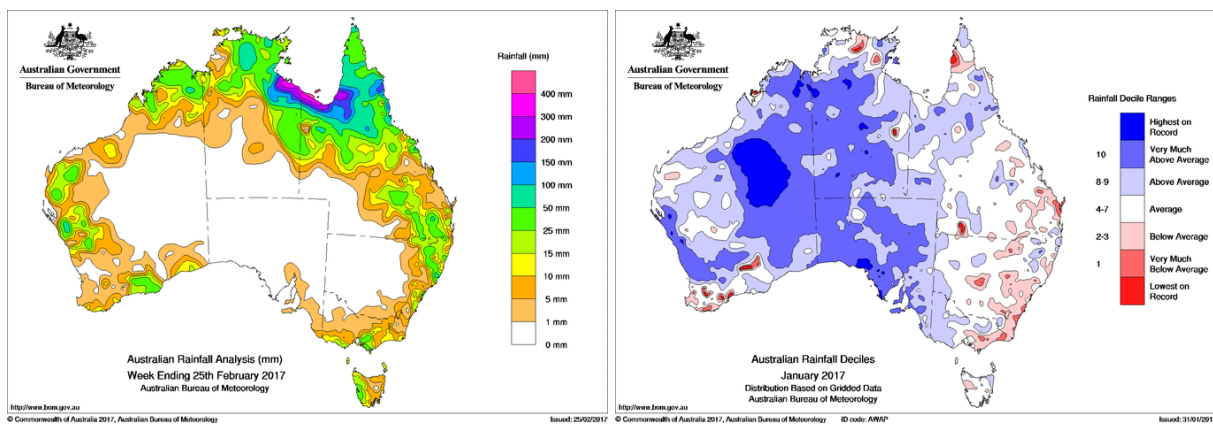 Australian Government
Bureau of Meteorology
Rainfall (mm)
400 mm
300 mm
200 mm
150 mm
100 mm
50 mm
25 mm
15 mm
10 mm
5 mm
1 mm
0 mm
Australian Rainfall Analysis (mm)
Week Ending 25th February 2017
Australian Bureau of Meteorology
http://www.bom.gov.au
© Commonwealth of Australia 2017, Australian Bureau of Meteorology
Issued: 25/02/2017
Australian Government
Bureau of Meteorology
Rainfall Decile Ranges
Highest on
Record
10
Very Much
Above Average
8-9
Above Average
4-7
Average
2-3
Below Average
1
Very Much
Below Average
Lowest on
Record
Australian Rainfall Deciles
January 2017
Distribution Based on Gridded Data
Australian Bureau of Meteorology
http://www.bom.gov.au
© Commonwealth of Australia 2017, Australian Bureau of Meteorology
ID code: AWAP
Issued: 31/01/201